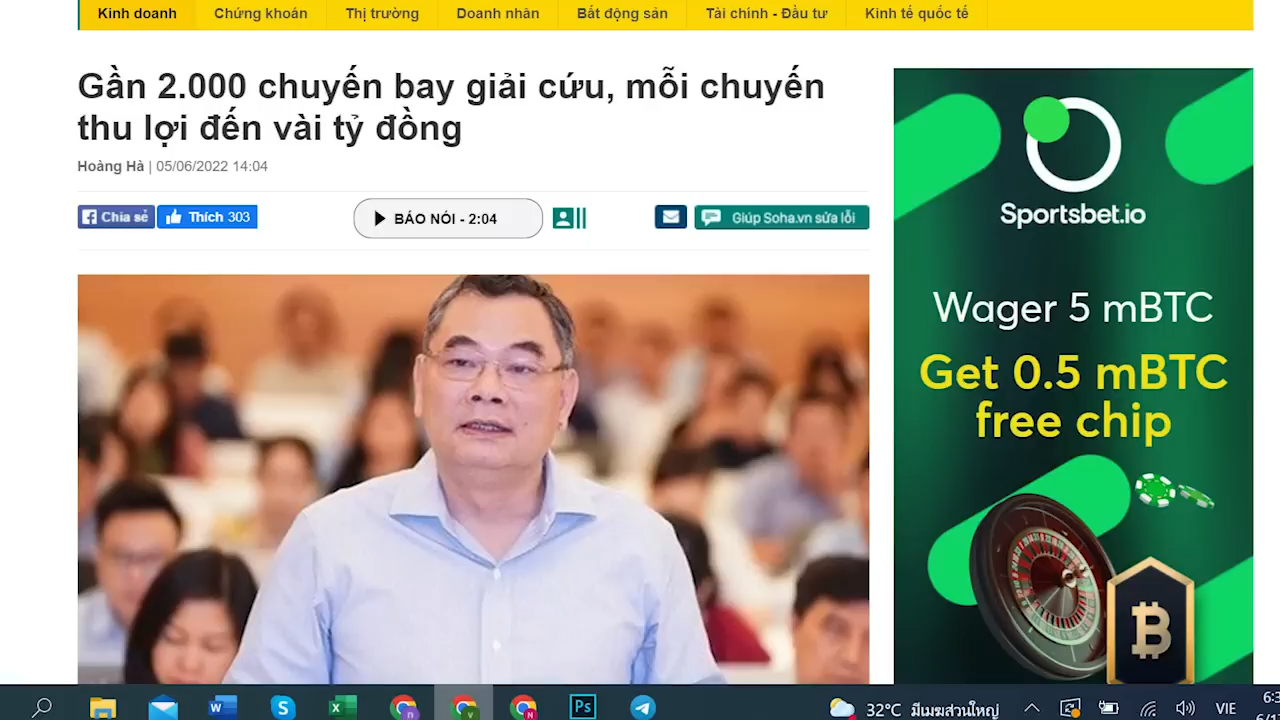 Kinh doanh Chứng khoán Thị trường Doanh nhân Bất động sản Tài chính - Đầu tư Kinh tế quốc tế
Gần 2.000 chuyến bay giải cứu, mỗi chuyến
thu lợi đến vài tỷ đồng
Hoàng Hà | 05/06/2022 14:04
Chia sẻ Thích 303 BÁO NÓI - 2:04 Giúp Soha.vn sửa lỗi
Sportsbet.io
Wager 5 mBTC
Get 0.5 mBTC
free chip
32°C มีเมฆส่วนใหญ่ VIE